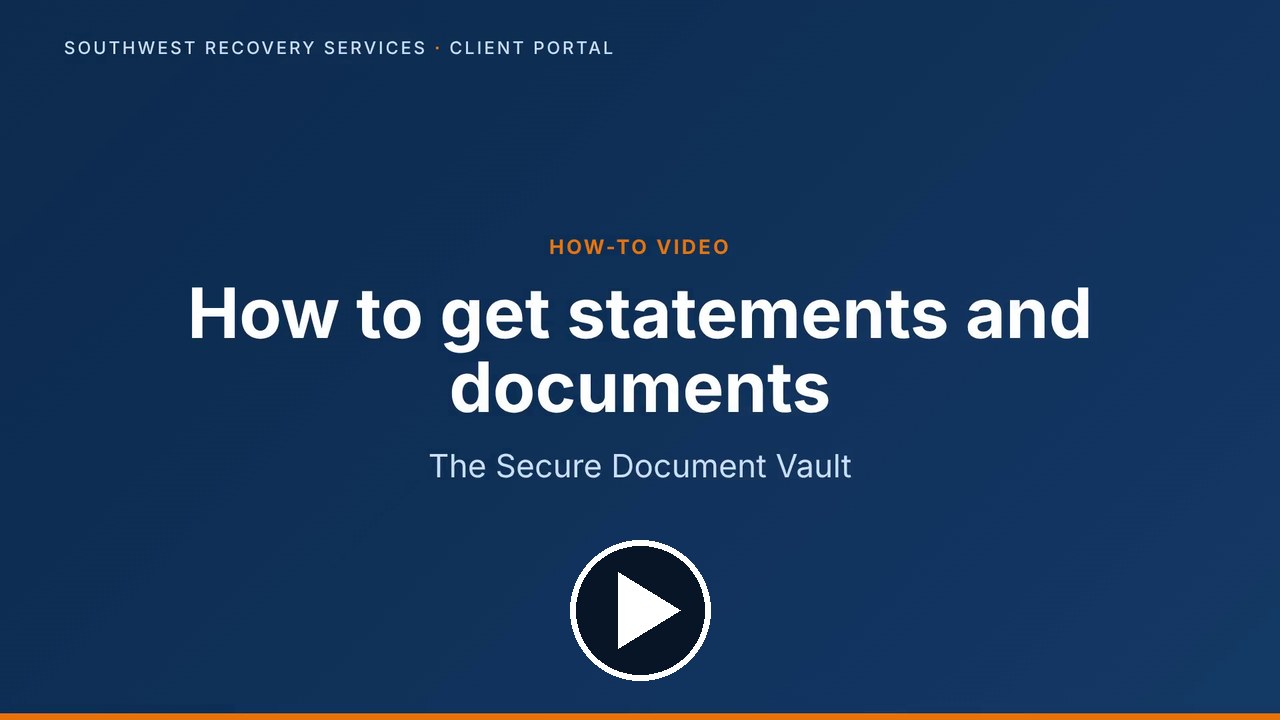 SOUTHWEST RECOVERY SERVICES · CLIENT PORTAL
HOW-TO VIDEO
How to get statements and
documents
The Secure Document Vault